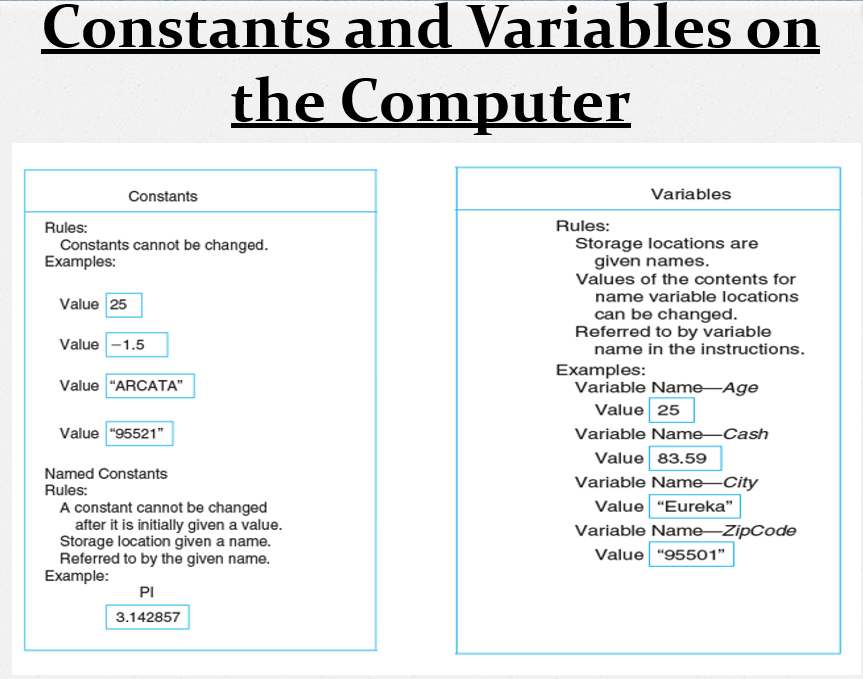 Constants and Variables on
the Computer
Constants
Rules:
Constants cannot be changed.
Examples:
Value 25
Value −1.5
Value “ARCATA”
Value “95521”
Named Constants
Rules:
A constant cannot be changed
after it is initially given a value.
Storage location given a name.
Referred to by the given name.
Example:
PI
3.142857
Variables
Rules:
Storage locations are
given names.
Values of the contents for
name variable locations
can be changed.
Referred to by variable
name in the instructions.
Examples:
Variable Name—Age
Value 25
Variable Name—Cash
Value 83.59
Variable Name—City
Value “Eureka”
Variable Name—ZipCode
Value “95501”